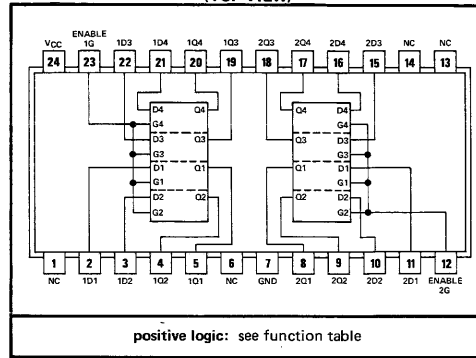 (TOP VIEW)
ENABLE
VCC 1G 1D3 1D4 1Q4 1Q3 2Q3 2Q4 2D4 2D3 NC NC
24 23 22 21 20 19 18 17 16 15 14 13
D4 Q4 Q4 D4
G4 G4
D3 Q3 Q3 D3
G3 G3
D1 Q1 Q1 D1
G1 G1
D2 Q2 Q2 D2
G2 G2
1 2 3 4 5 6 7 8 9 10 11 12
NC 1D1 1D2 1Q2 1Q1 NC GND 2Q1 2Q2 2D2 2D1 ENABLE
2G
positive logic: see function table